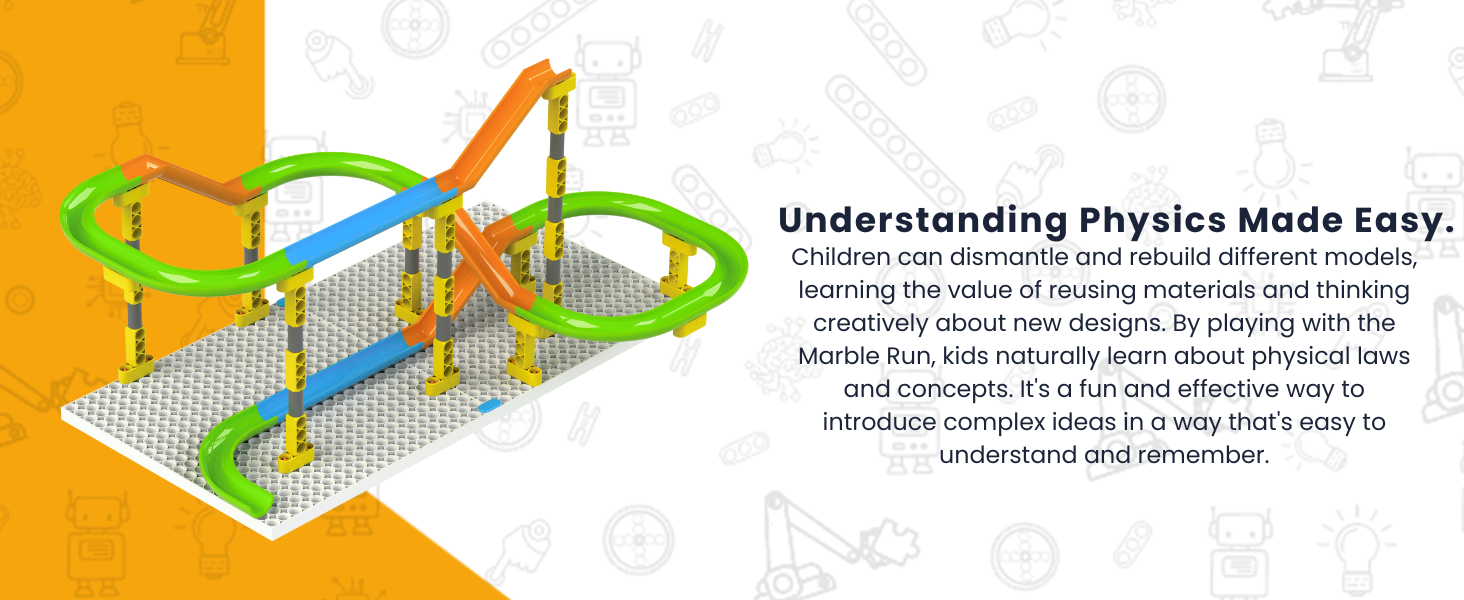 Understanding Physics Made Easy.
Children can dismantle and rebuild different models,
learning the value of reusing materials and thinking
creatively about new designs. By playing with the
Marble Run, kids naturally learn about physical laws
and concepts. It's a fun and effective way to
introduce complex ideas in a way that's easy to
understand and remember.